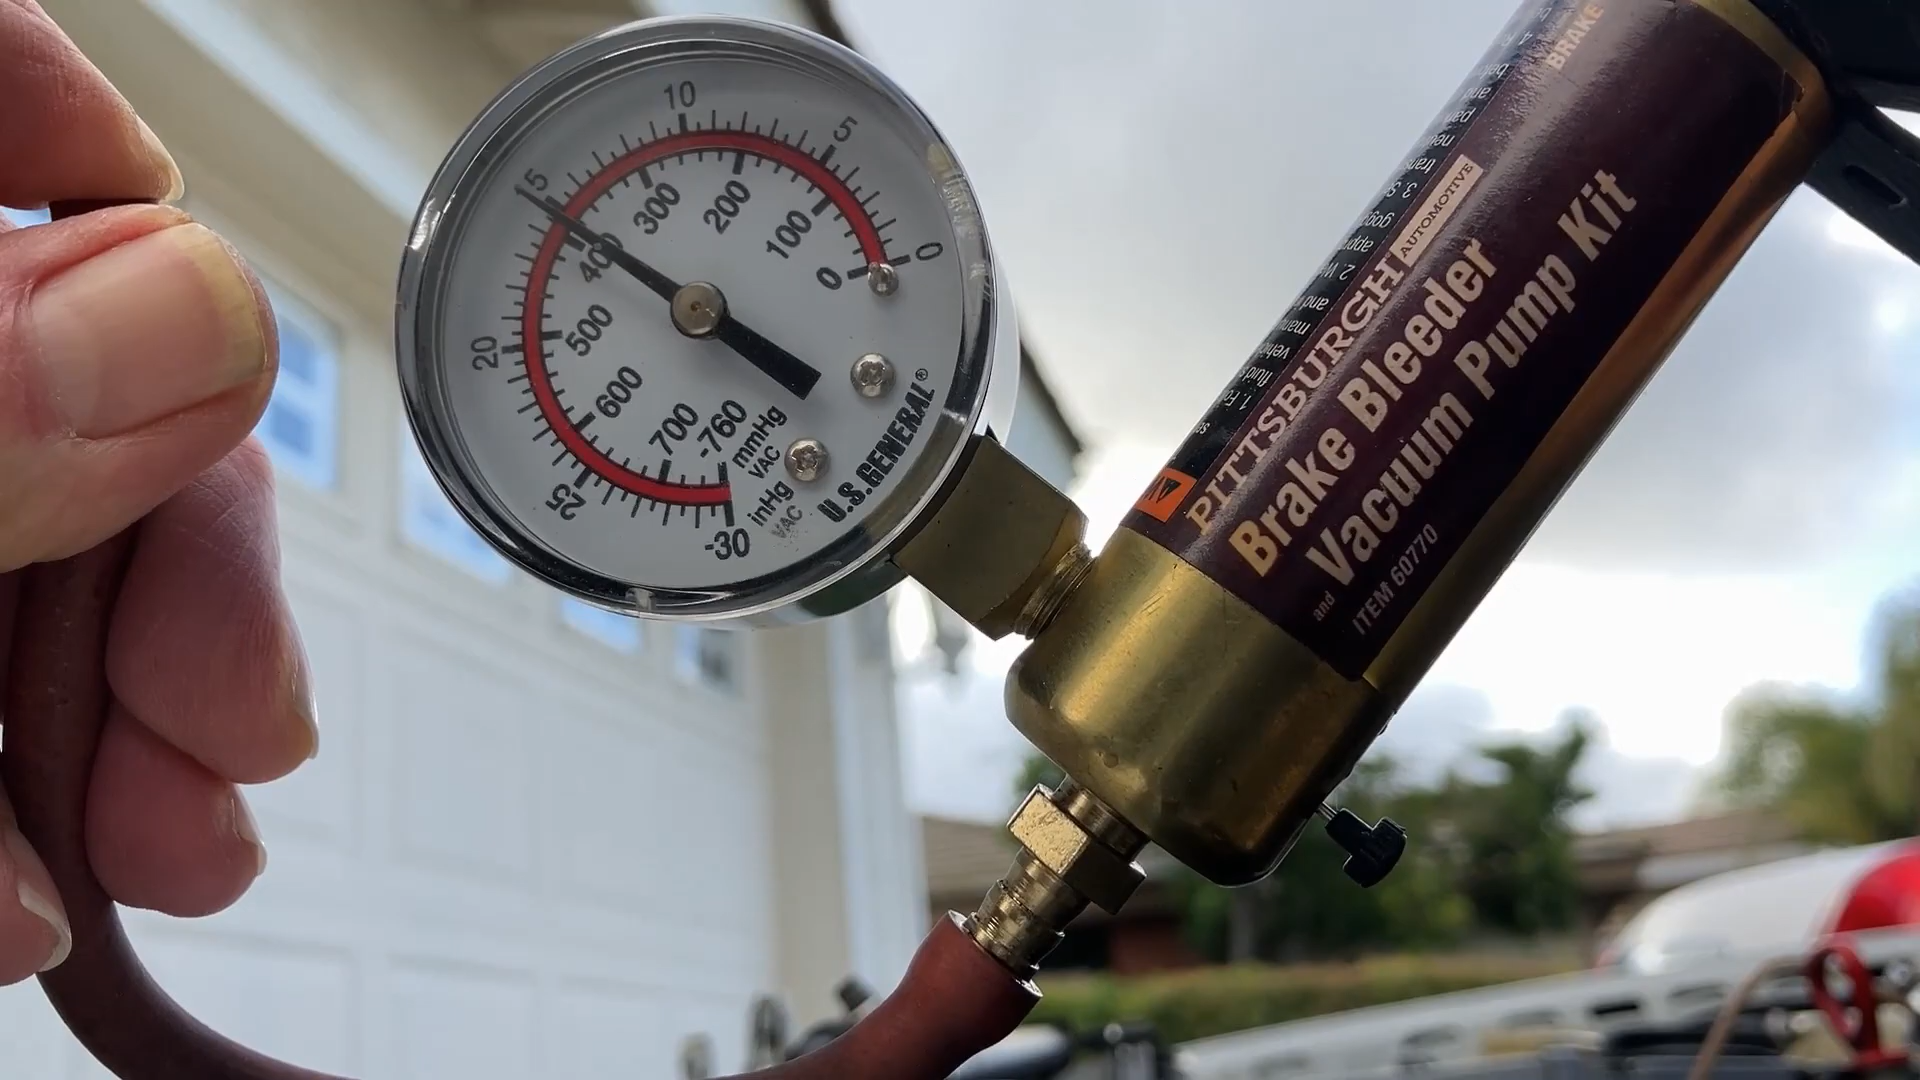 0
5
10
15
20
25
-30
0
100
200
300
400
500
600
700
-760
mmHg
VAC
inHg
VAC
U.S.GENERAL®
BRAKE
PITTSBURGH
AUTOMOTIVE
Brake Bleeder
and Vacuum Pump Kit
ITEM 60770